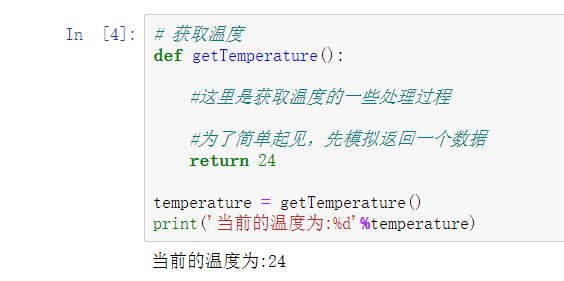 In [4]:
# 获取温度
def getTemperature():
#这里是获取温度的一些处理过程
#为了简单起见，先模拟返回一个数据
return 24
temperature = getTemperature()
print('当前的温度为:%d'%temperature)
当前的温度为:24